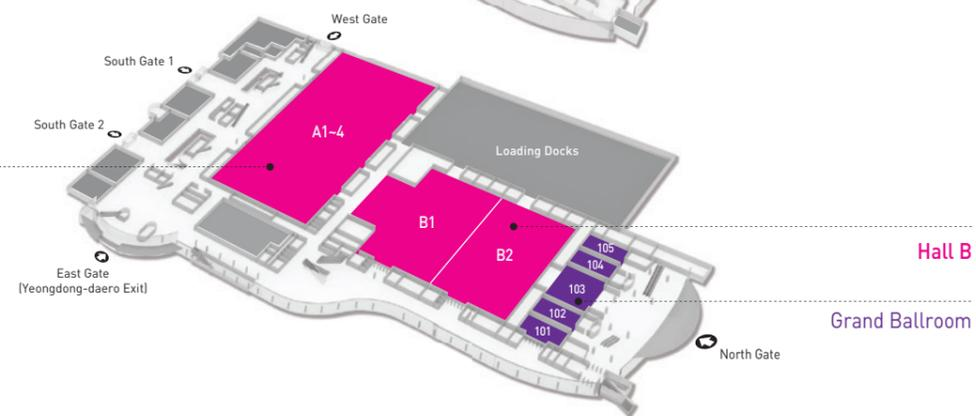 West Gate
South Gate 1
South Gate 2
A1~4
Loading Docks
B1
B2
105
104
103
102
101
Hall B
Grand Ballroom
East Gate
(Yeongdong-daero Exit)
North Gate